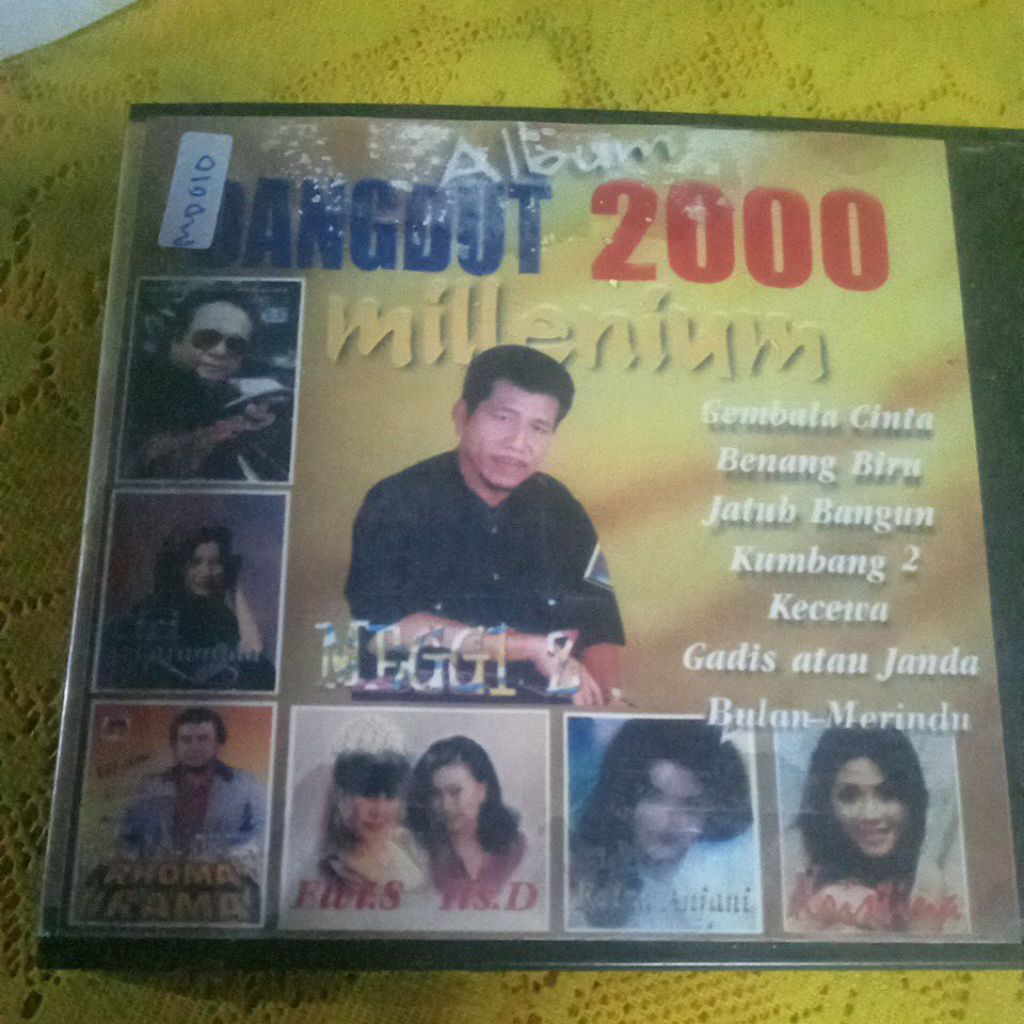 Album
MDG10
DANGDUT 2000
millenium
Gembala Cinta
Benang Biru
Jatuh Bangun
Kumbang 2
Kecewa
Gadis atau Janda
Bulan Merindu
MEGGI Z
RHOMA
IRAMA
Iis.D
Anjani